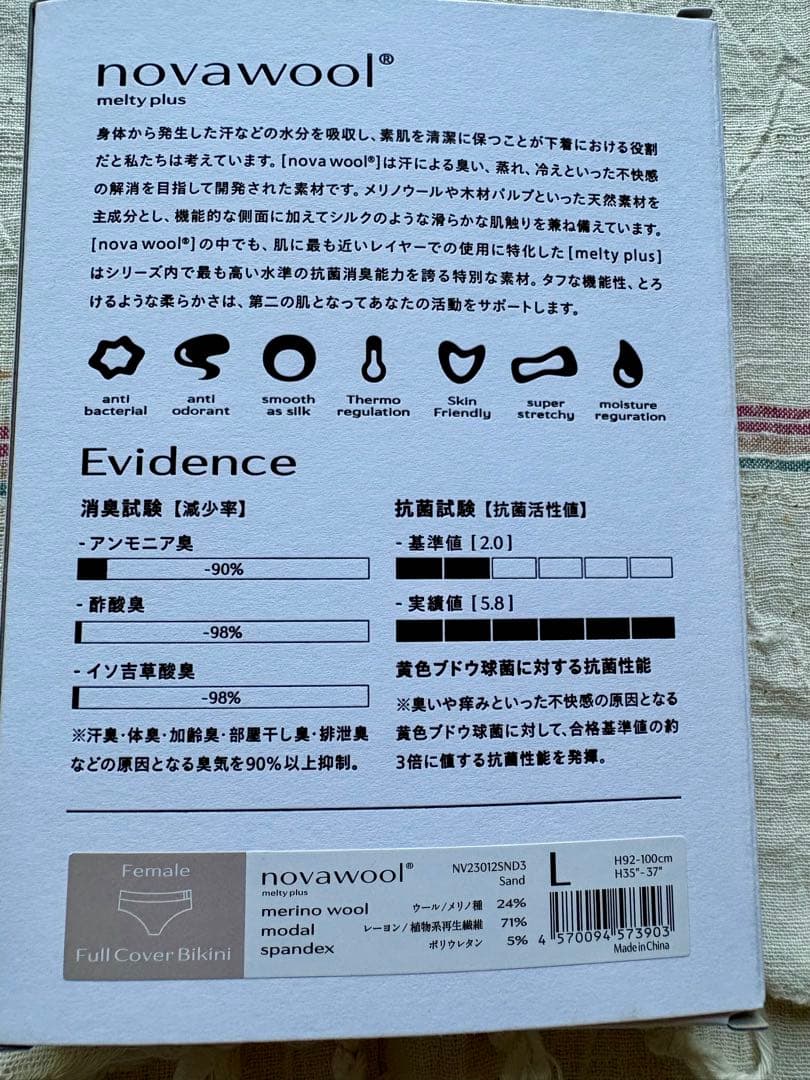 novawool®
melty plus
身体から発生した汗などの水分を吸収し、素肌を清潔に保つことが下着における役割
だと私たちは考えています。[nova wool®]は汗による臭い、蒸れ、冷えといった不快感
の解消を目指して開発された素材です。メリノウールや木材パルプといった天然素材を
主成分とし、機能的な側面に加えてシルクのような滑らかな肌触りを兼ね備えています。
[nova wool®]の中でも、肌に最も近いレイヤーでの使用に特化した[melty plus]
はシリーズ内で最も高い水準の抗菌消臭能力を誇る特別な素材。タフな機能性、とろ
けるような柔らかさは、第二の肌となってあなたの活動をサポートします。
anti
bacterial
anti
odorant
smooth
as silk
Thermo
regulation
Skin
Friendly
super
stretchy
moisture
reguration
Evidence
消臭試験【減少率】
- アンモニア臭
-90%
- 酢酸臭
-98%
- イソ吉草酸臭
-98%
※汗臭・体臭・加齢臭・部屋干し臭・排泄臭
などの原因となる臭気を90%以上抑制。
抗菌試験【抗菌活性値】
- 基準値 [2.0]
- 実績値 [5.8]
黄色ブドウ球菌に対する抗菌性能
※臭いや痒みといった不快感の原因となる
黄色ブドウ球菌に対して、合格基準値の約
3倍に値する抗菌性能を発揮。
Female
Full Cover Bikini
novawool®
melty plus
NV23012SND3
Sand
merino wool ウール/メリノ種 24%
modal レーヨン/植物系再生繊維 71%
spandex ポリウレタン 5%
L
H92-100cm
H35"-37"
4 570094 573903
Made in China